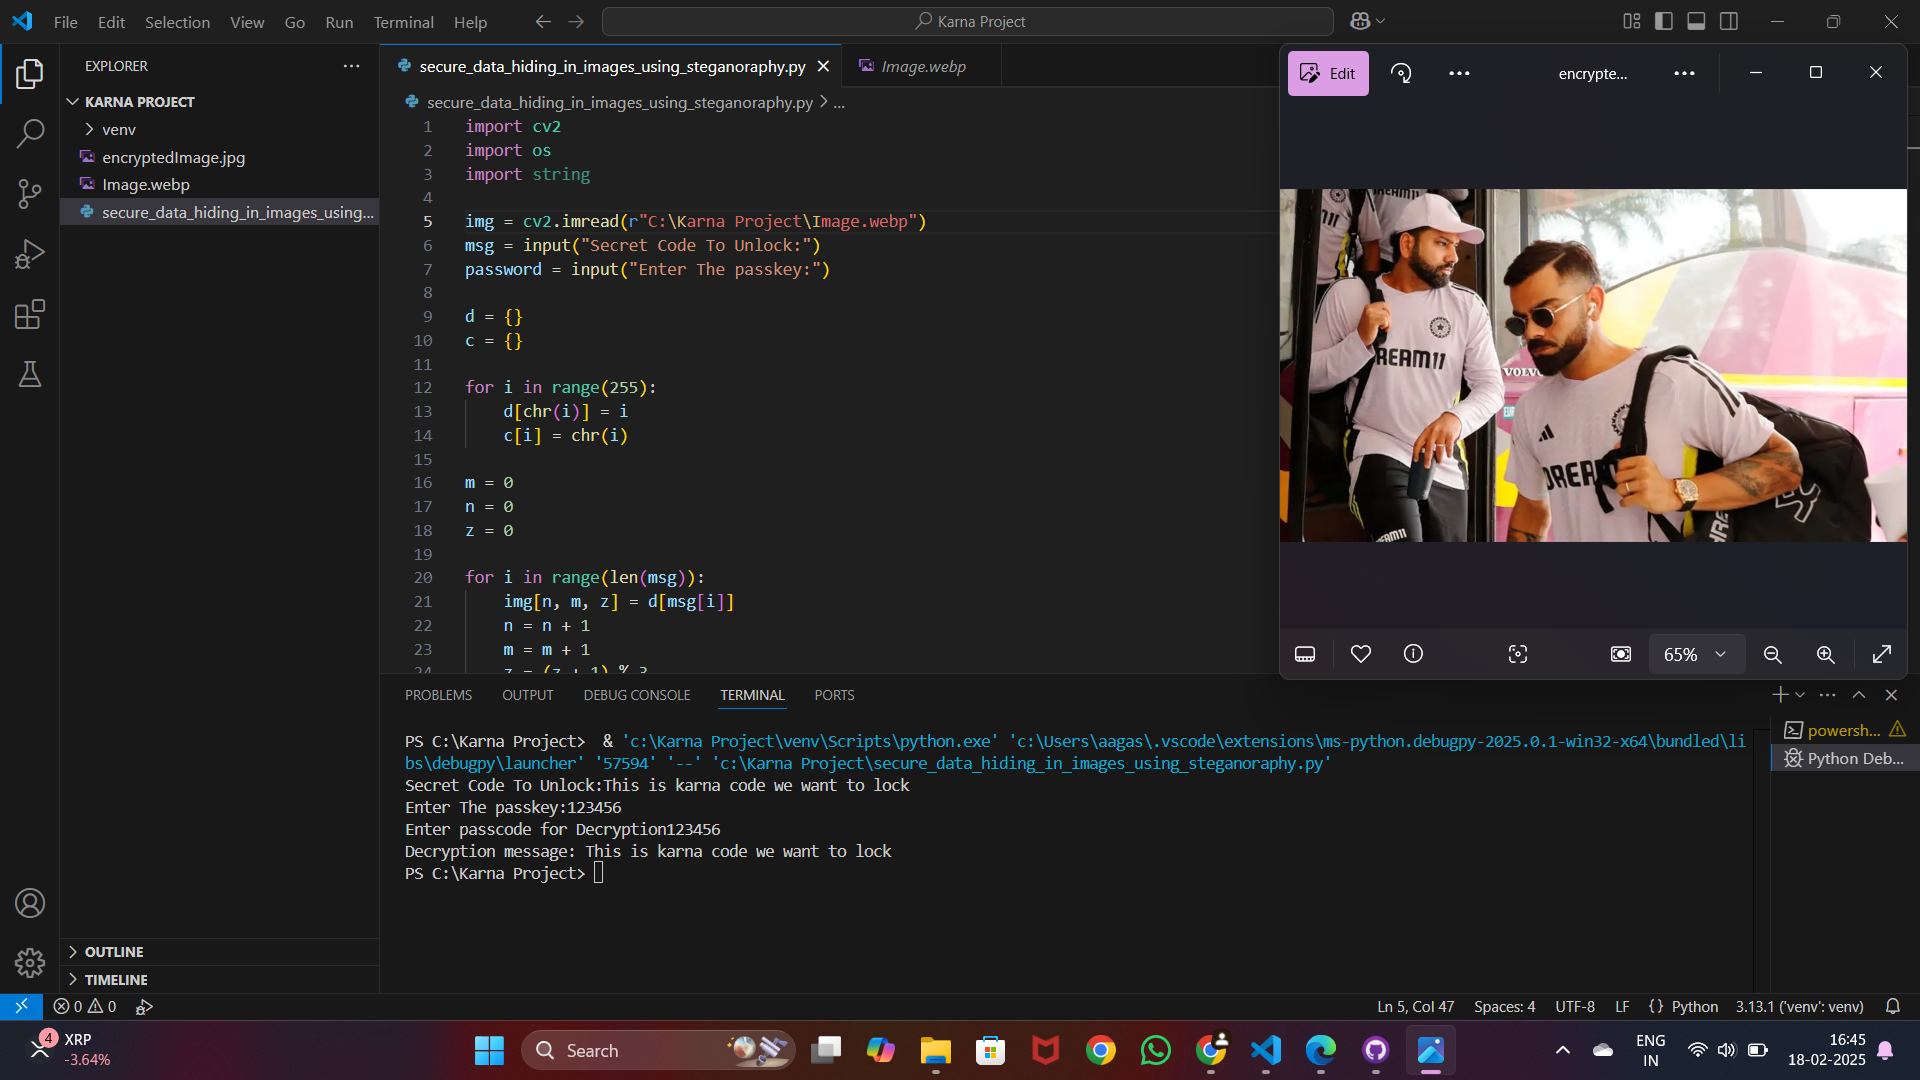 File Edit Selection View Go Run Terminal Help
Karna Project
EXPLORER
KARNA PROJECT
venv
encryptedImage.jpg
Image.webp
secure_data_hiding_in_images_using...
OUTLINE
TIMELINE
secure_data_hiding_in_images_using_steganoraphy.py
Image.webp
secure_data_hiding_in_images_using_steganoraphy.py > ...
1 import cv2
2 import os
3 import string
4
5 img = cv2.imread(r"C:\Karna Project\Image.webp")
6 msg = input("Secret Code To Unlock:")
7 password = input("Enter The passkey:")
8
9 d = {}
10 c = {}
11
12 for i in range(255):
13 d[chr(i)] = i
14 c[i] = chr(i)
15
16 m = 0
17 n = 0
18 z = 0
19
20 for i in range(len(msg)):
21 img[n, m, z] = d[msg[i]]
22 n = n + 1
23 m = m + 1
24 z = (z + 1) % 3
Edit
encrypte...
DREAM11
DREAM11
VOLVO
DREAM
65%
PROBLEMS OUTPUT DEBUG CONSOLE TERMINAL PORTS
PS C:\Karna Project> & 'c:\Karna Project\venv\Scripts\python.exe' 'c:\Users\aagas\.vscode\extensions\ms-python.debugpy-2025.0.1-win32-x64\bundled\li
bs\debugpy\launcher' '57594' '--' 'c:\Karna Project\secure_data_hiding_in_images_using_steganoraphy.py'
Secret Code To Unlock:This is karna code we want to lock
Enter The passkey:123456
Enter passcode for Decryption123456
Decryption message: This is karna code we want to lock
PS C:\Karna Project>
powersh...
Python Deb...
0 0
Ln 5, Col 47 Spaces: 4 UTF-8 LF {} Python 3.13.1 ('venv': venv)
4 XRP
-3.64%
Search
ENG
IN
16:45
18-02-2025